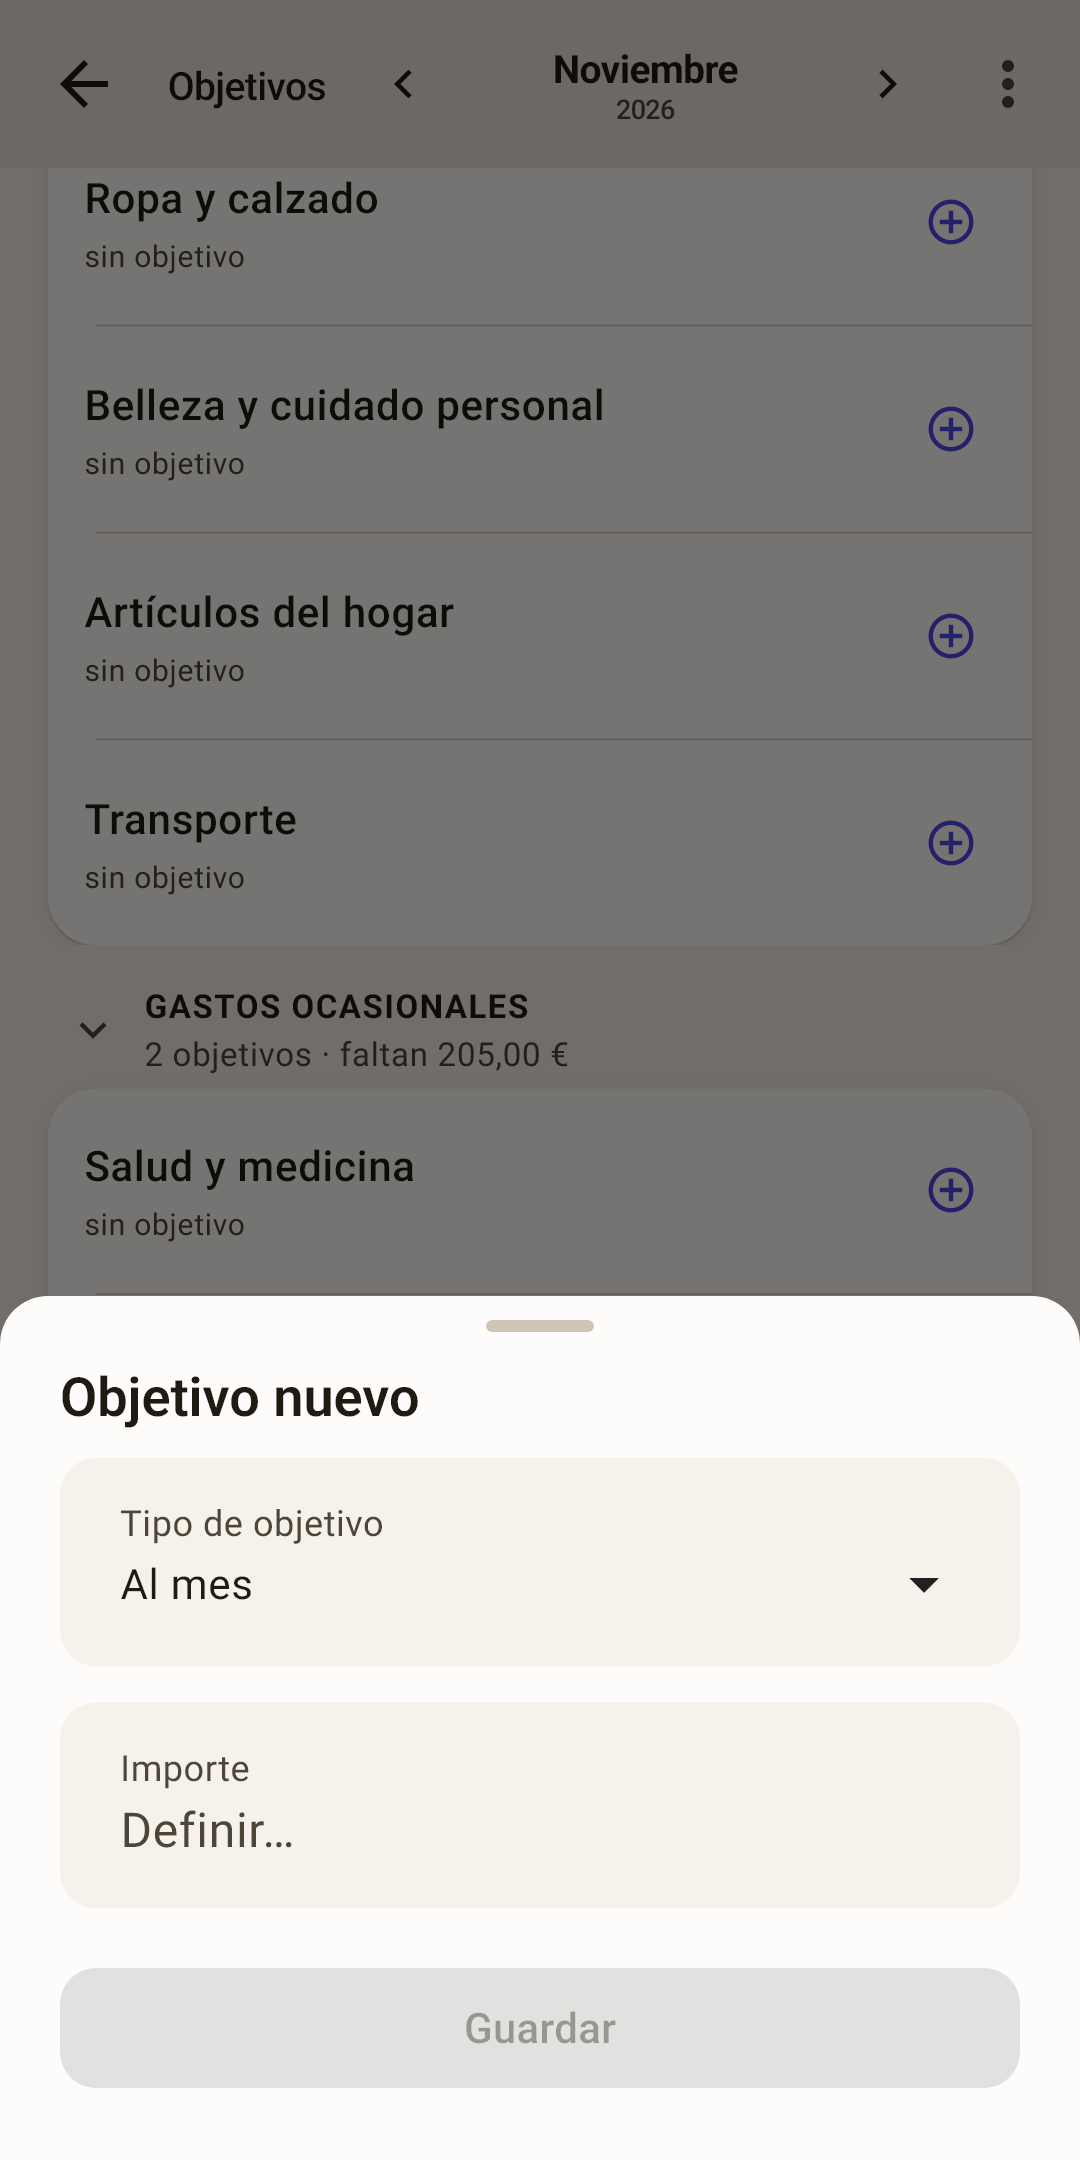 Objetivos
Noviembre
2026
Ropa y calzado
sin objetivo
Belleza y cuidado personal
sin objetivo
Artículos del hogar
sin objetivo
Transporte
sin objetivo
GASTOS OCASIONALES
2 objetivos · faltan 205,00 €
Salud y medicina
sin objetivo
Objetivo nuevo
Tipo de objetivo
Al mes
Importe
Definir…
Guardar